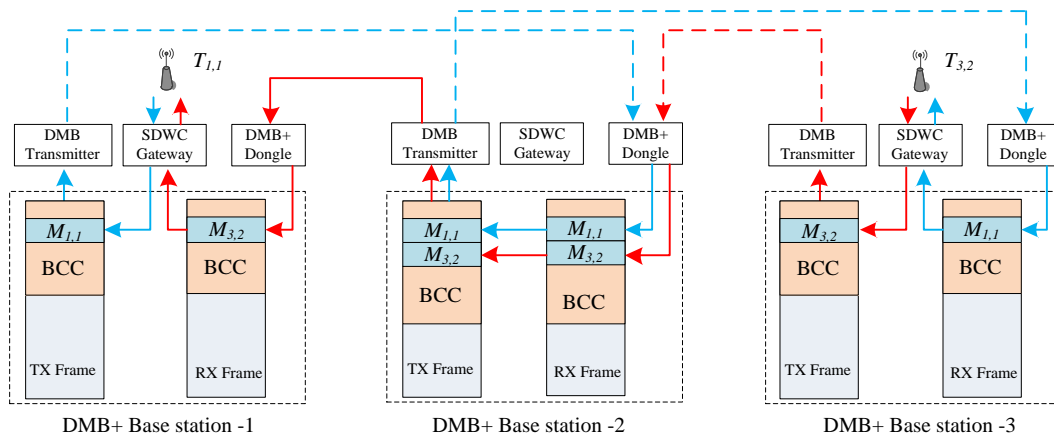 T1,1
T3,2
DMB
Transmitter
SDWC
Gateway
DMB+
Dongle
DMB
Transmitter
SDWC
Gateway
DMB+
Dongle
DMB
Transmitter
SDWC
Gateway
DMB+
Dongle
M1,1
BCC
TX Frame
M3,2
BCC
RX Frame
M1,1
M3,2
BCC
TX Frame
M1,1
M3,2
BCC
RX Frame
M3,2
BCC
TX Frame
M1,1
BCC
RX Frame
DMB+ Base station -1
DMB+ Base station -2
DMB+ Base station -3